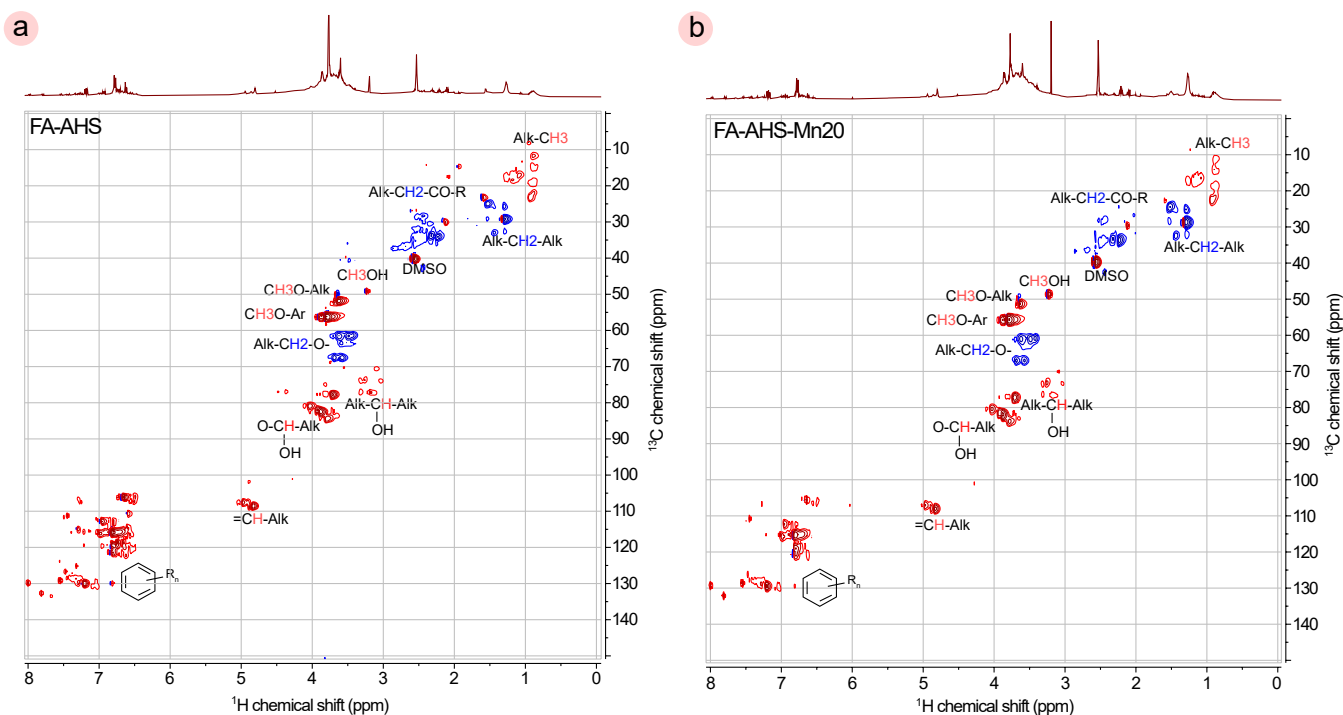 a
FA-AHS
Alk-CH3
Alk-CH2-CO-R
Alk-CH2-Alk
DMSO
CH3OH
CH3O-Alk
CH3O-Ar
Alk-CH2-O-
Alk-CH-Alk
OH
O-CH-Alk
OH
=CH-Alk
Rn
10
20
30
40
50
60
70
80
90
100
110
120
130
140
13C chemical shift (ppm)
8 7 6 5 4 3 2 1 0
1H chemical shift (ppm)
b
FA-AHS-Mn20
Alk-CH3
Alk-CH2-CO-R
Alk-CH2-Alk
DMSO
CH3OH
CH3O-Alk
CH3O-Ar
Alk-CH2-O-
Alk-CH-Alk
OH
O-CH-Alk
OH
=CH-Alk
Rn
10
20
30
40
50
60
70
80
90
100
110
120
130
140
13C chemical shift (ppm)
8 7 6 5 4 3 2 1 0
1H chemical shift (ppm)